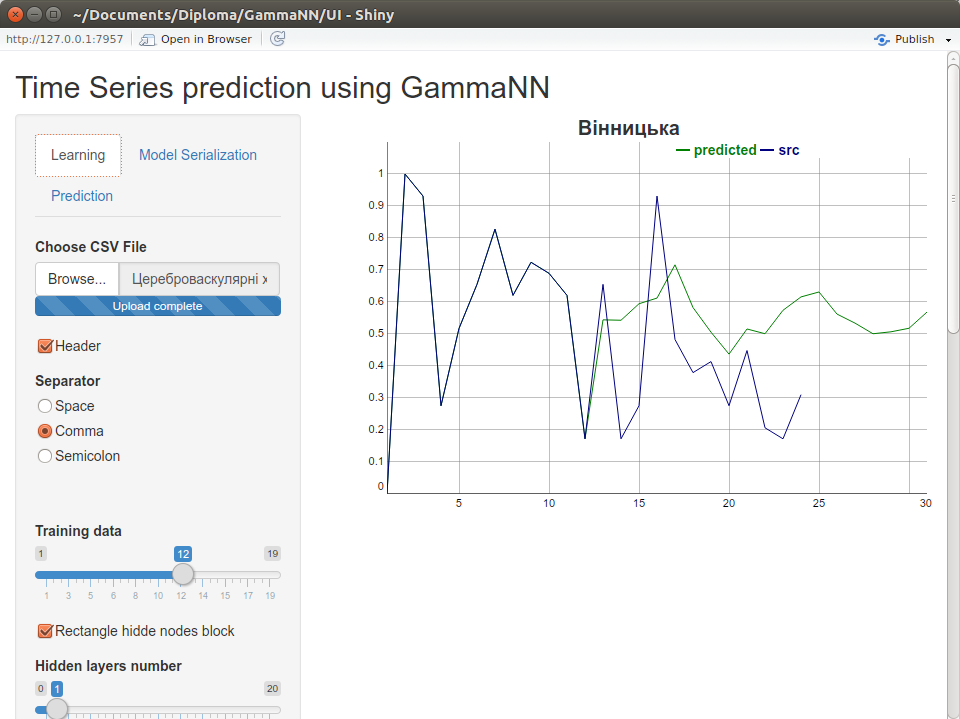 ~/Documents/Diploma/GammaNN/UI - Shiny
http://127.0.0.1:7957 Open in Browser Publish
Time Series prediction using GammaNN
Learning Model Serialization
Prediction
Choose CSV File
Browse... Цереброваскулярні х
Upload complete
Header
Separator
Space
Comma
Semicolon
Training data
1 12 19
1 3 5 6 8 10 12 14 15 17 19
Rectangle hidde nodes block
Hidden layers number
0 1 20
Вінницька
predicted src
1
0.9
0.8
0.7
0.6
0.5
0.4
0.3
0.2
0.1
0
5 10 15 20 25 30